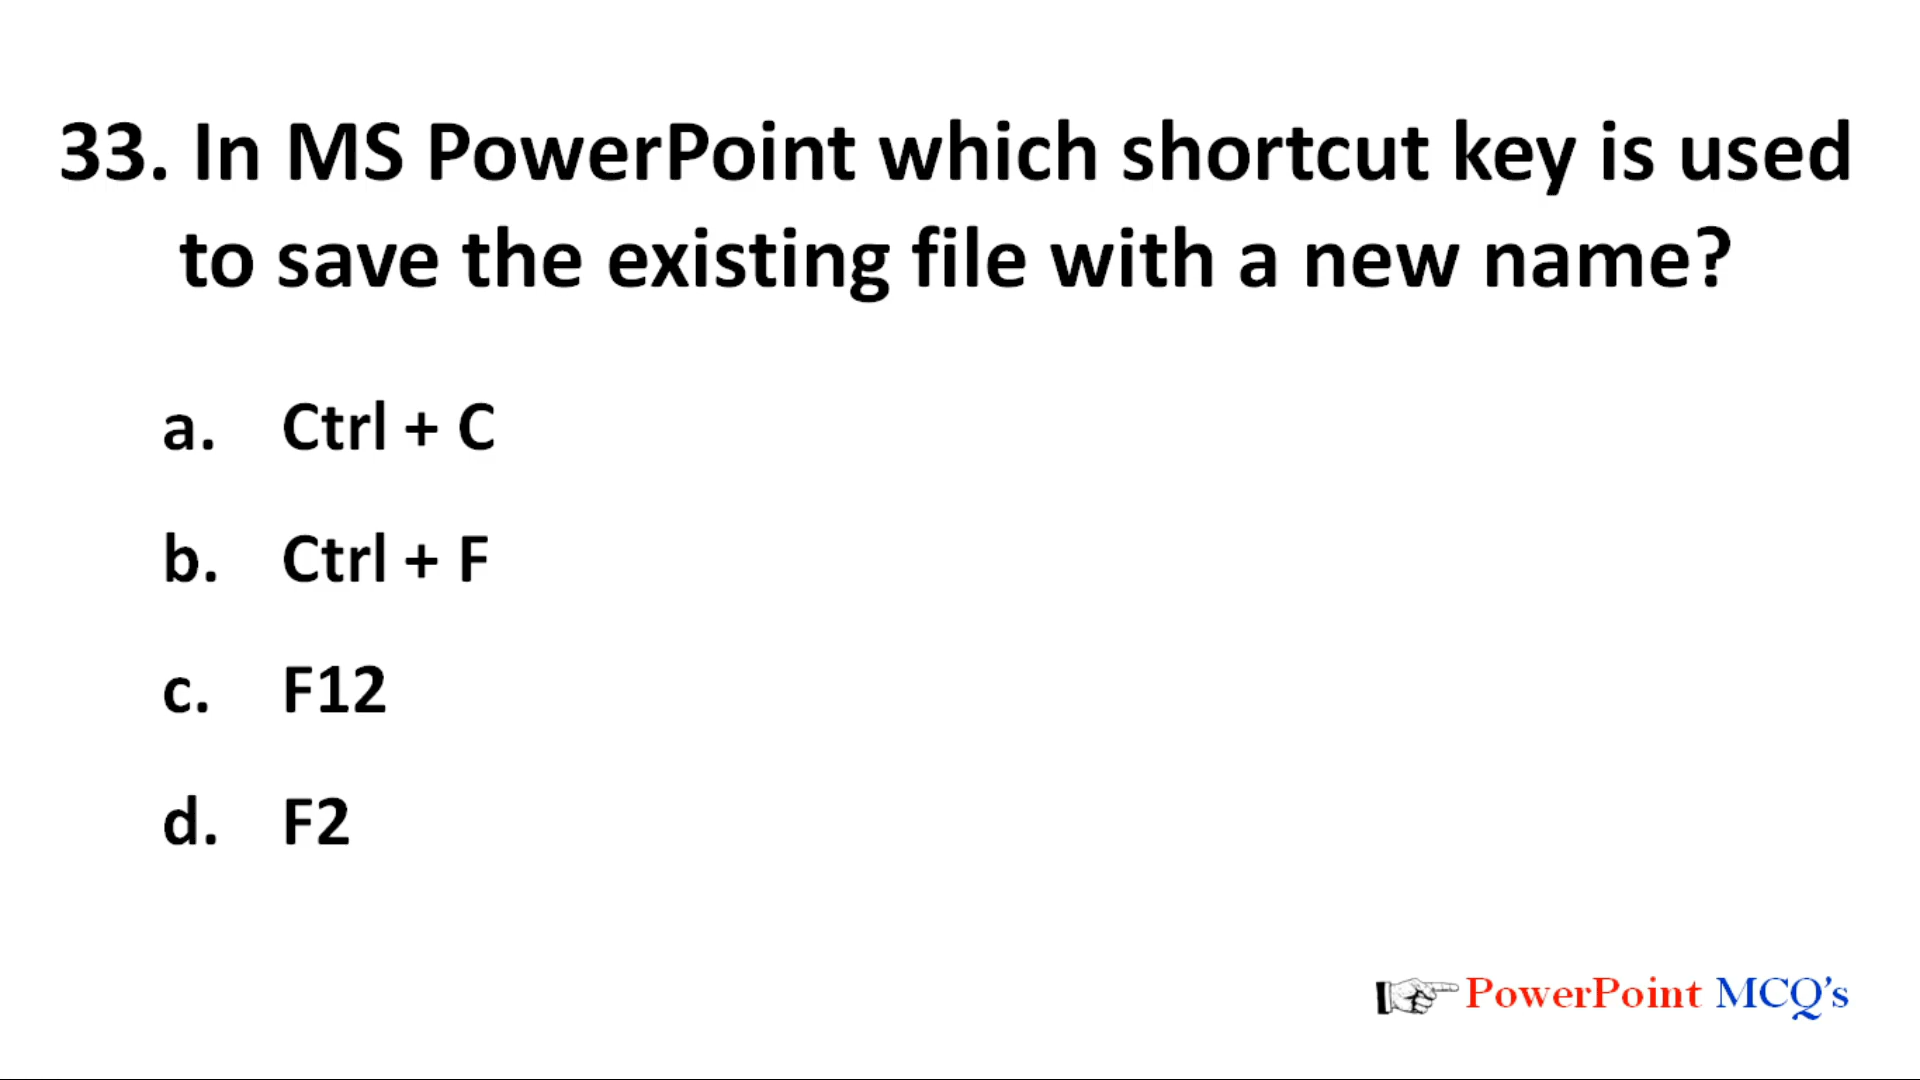 33. In MS PowerPoint which shortcut key is used
to save the existing file with a new name?
a. Ctrl + C
b. Ctrl + F
c. F12
d. F2
PowerPoint MCQ’s